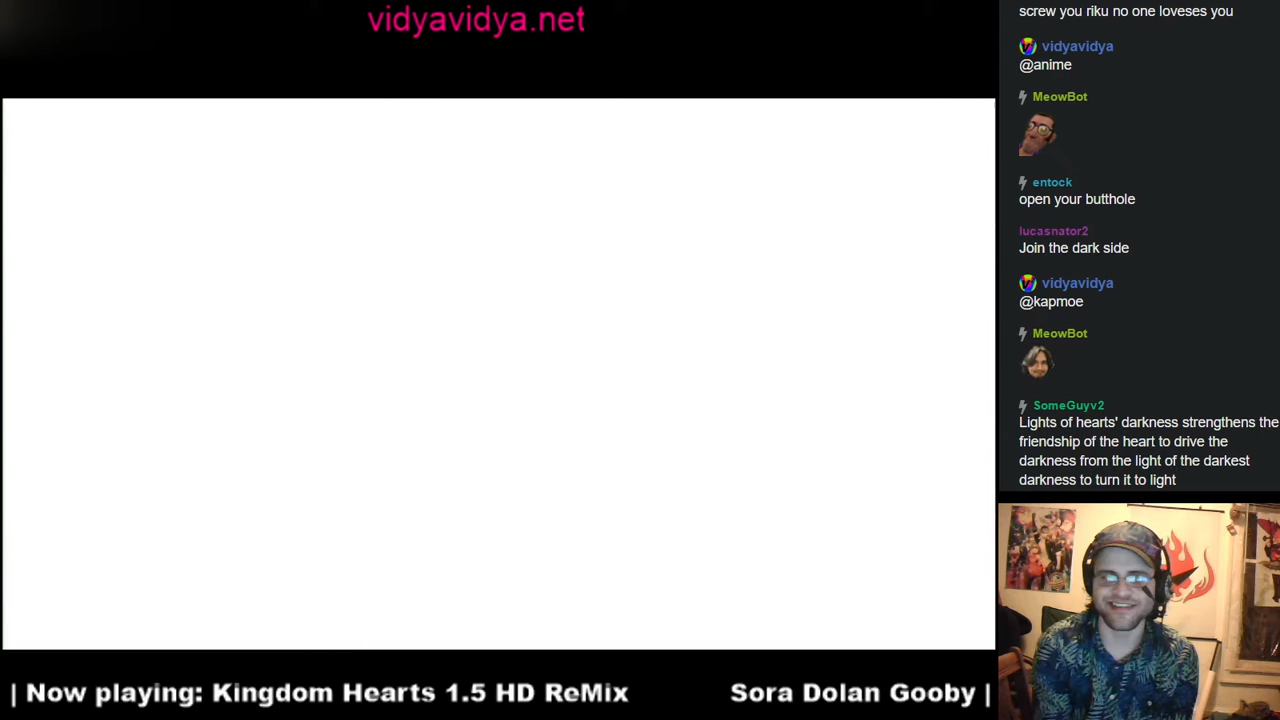 vidyavidya.net
screw you riku no one loveses you
vidyavidya
@anime
MeowBot
entock
open your butthole
lucasnator2
Join the dark side
vidyavidya
@kapmoe
MeowBot
SomeGuyv2
Lights of hearts' darkness strengthens the
friendship of the heart to drive the
darkness from the light of the darkest
darkness to turn it to light
| Now playing: Kingdom Hearts 1.5 HD ReMix Sora Dolan Gooby |